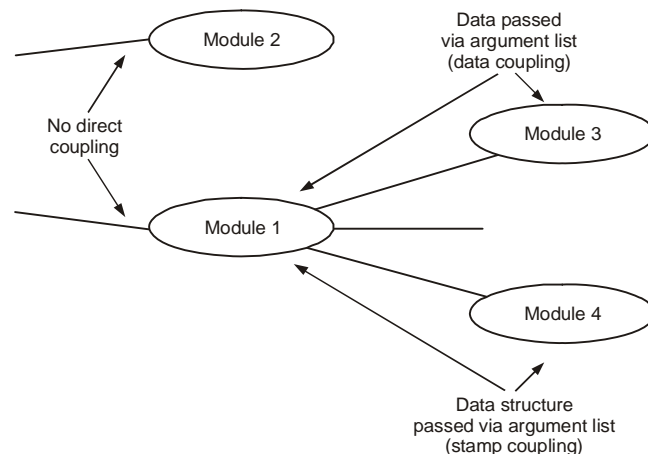 Module 2
Data passed
via argument list
(data coupling)
No direct
coupling
Module 3
Module 1
Module 4
Data structure
passed via argument list
(stamp coupling)